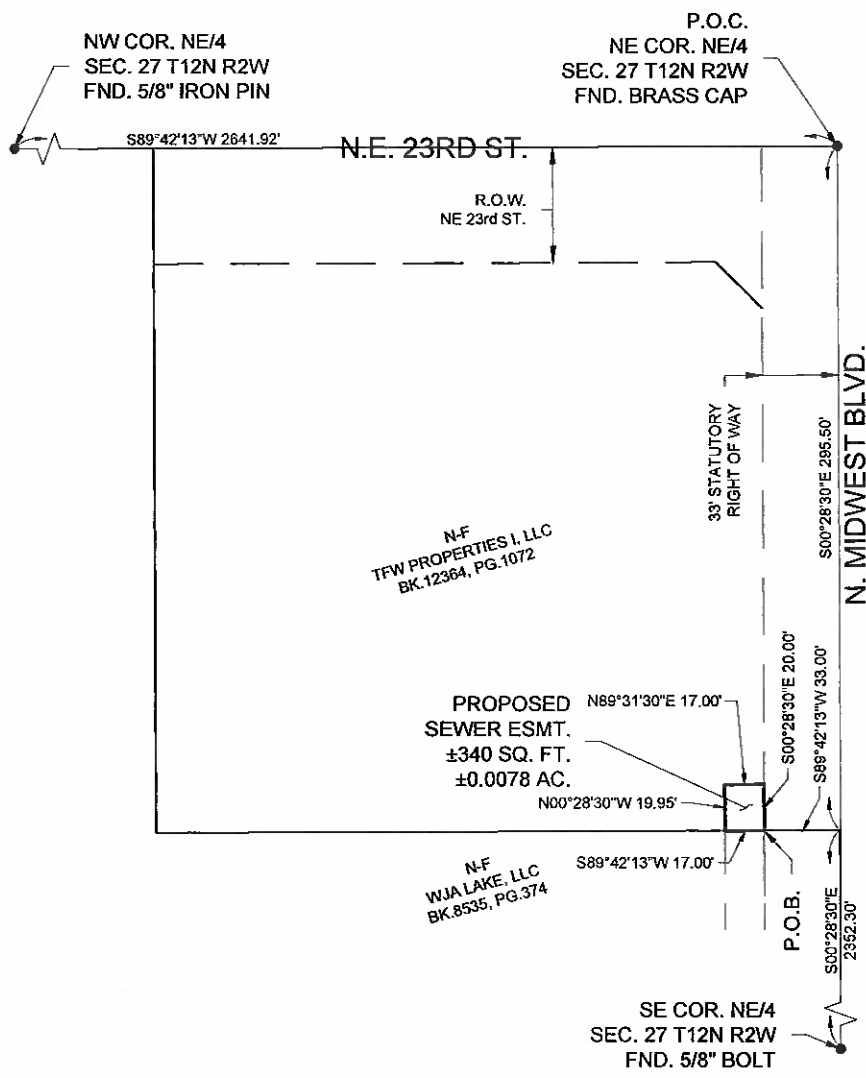 NW COR. NE/4
SEC. 27 T12N R2W
FND. 5/8" IRON PIN
P.O.C.
NE COR. NE/4
SEC. 27 T12N R2W
FND. BRASS CAP
S89°42'13"W 2641.92'
N.E. 23RD ST.
R.O.W.
NE 23rd ST.
33' STATUTORY
RIGHT OF WAY
S00°28'30"E 295.50'
N. MIDWEST BLVD.
N-F
TFW PROPERTIES I, LLC
BK.12364, PG.1072
PROPOSED
SEWER ESMT.
±340 SQ. FT.
±0.0078 AC.
N89°31'30"E 17.00'
S00°28'30"E 20.00'
S89°42'13"W 33.00'
N00°28'30"W 19.95'
S89°42'13"W 17.00'
N-F
WJA LAKE, LLC
BK.8535, PG.374
P.O.B.
S00°28'30"E
2352.30'
SE COR. NE/4
SEC. 27 T12N R2W
FND. 5/8" BOLT